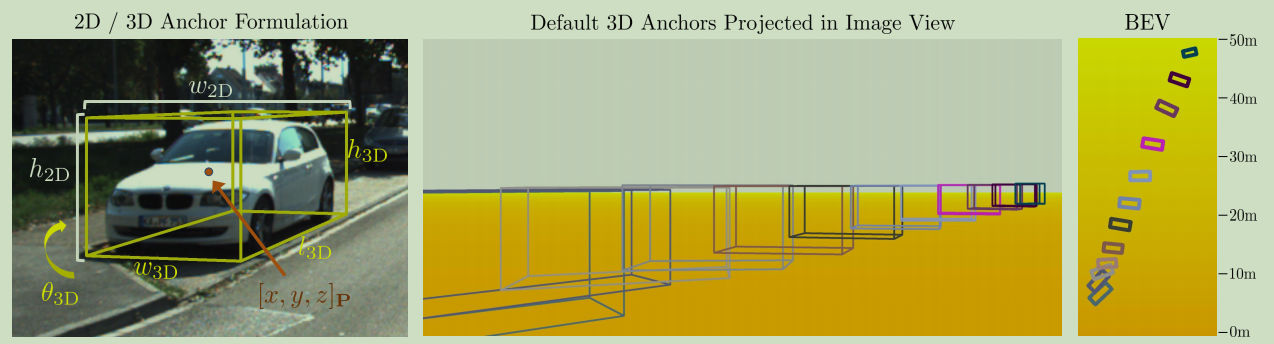 2D / 3D Anchor Formulation
w2D
h2D
h3D
l3D
w3D
θ3D
[x, y, z]P
Default 3D Anchors Projected in Image View
BEV
50m
40m
30m
20m
10m
0m